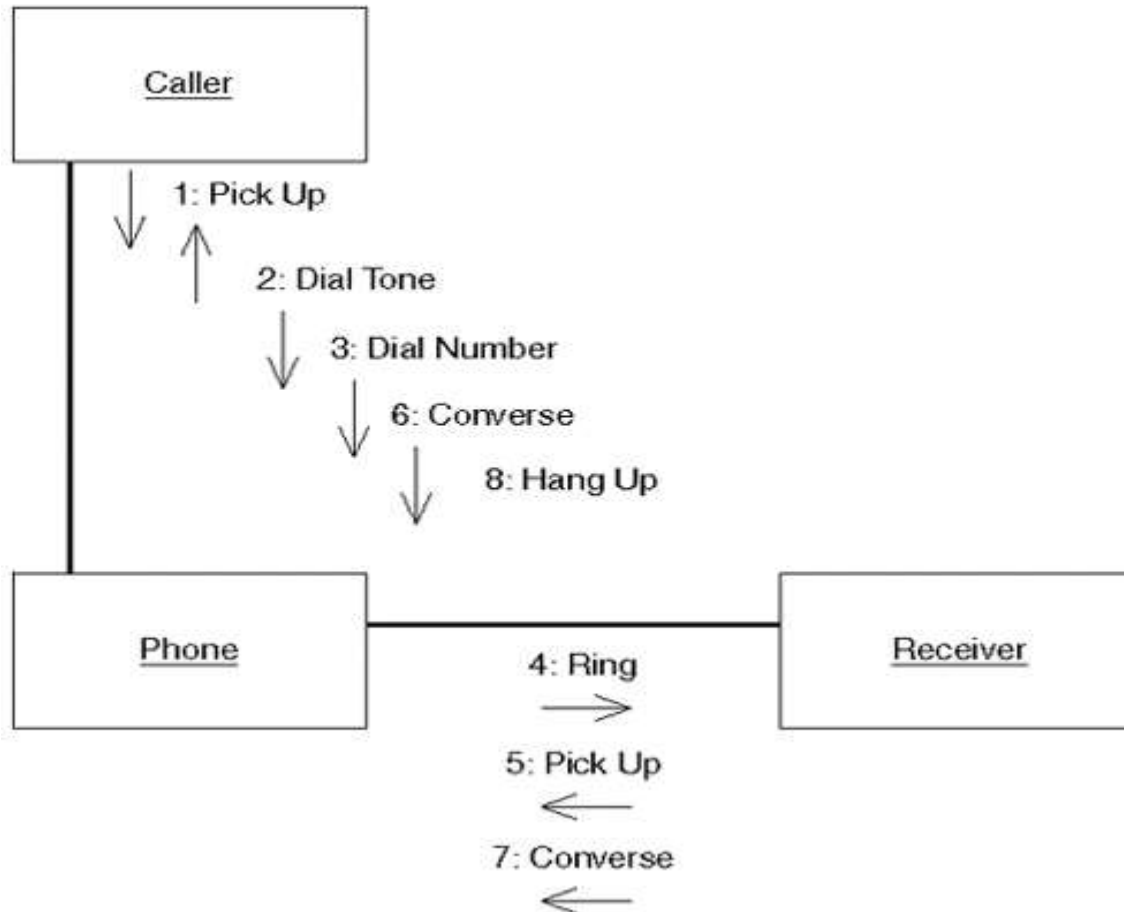 Caller
1: Pick Up
2: Dial Tone
3: Dial Number
6: Converse
8: Hang Up
Phone
Receiver
4: Ring
5: Pick Up
7: Converse